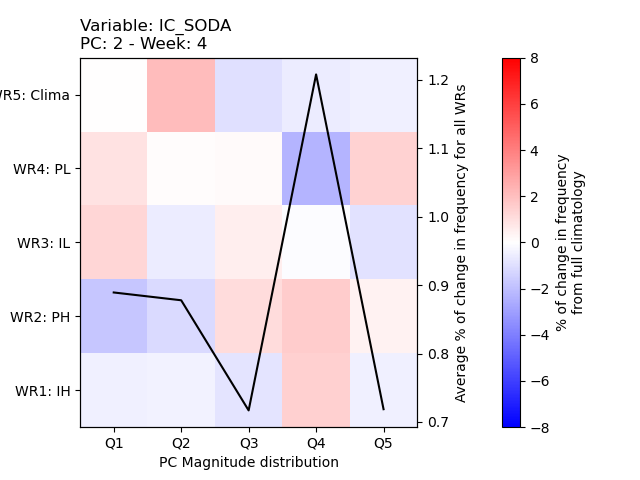 Variable: IC_SODA
PC: 2 - Week: 4
WR5: Clima
WR4: PL
WR3: IL
WR2: PH
WR1: IH
Q1 Q2 Q3 Q4 Q5
PC Magnitude distribution
1.2
1.1
1.0
0.9
0.8
0.7
Average % of change in frequency for all WRs
8
6
4
2
0
−2
−4
−6
−8
% of change in frequency
from full climatology